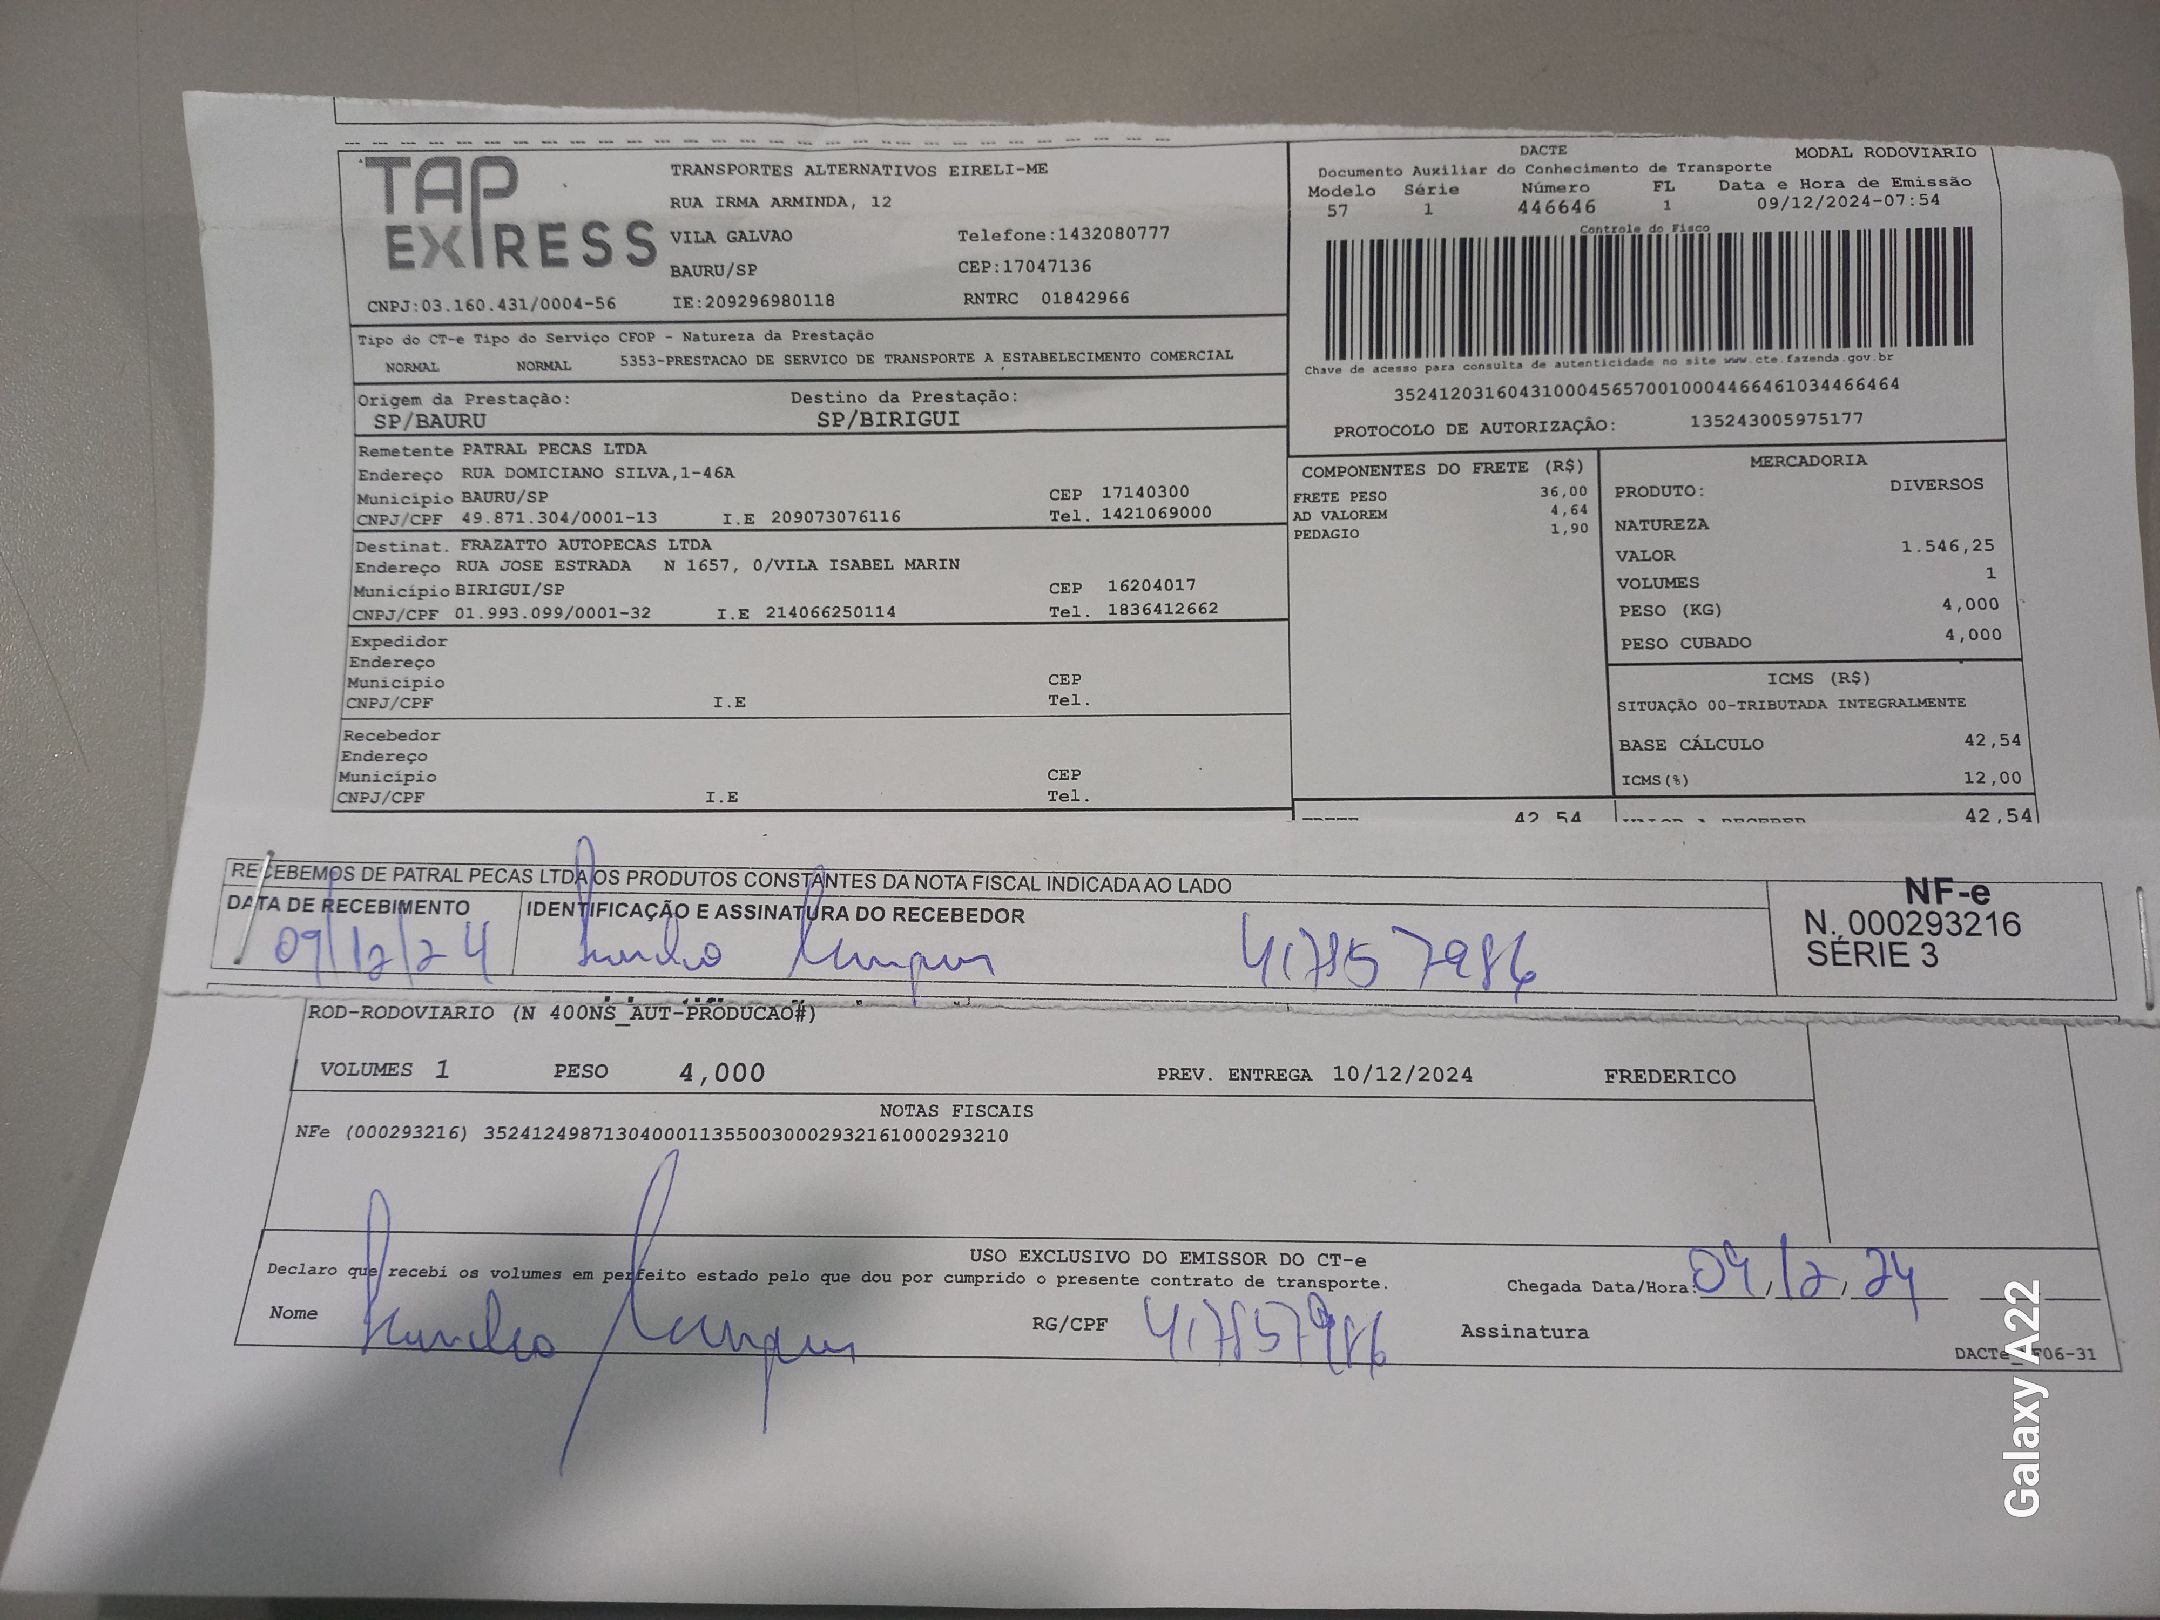 TAP EXPRESS
TRANSPORTES ALTERNATIVOS EIRELI-ME
RUA IRMA ARMINDA, 12
VILA GALVAO Telefone:1432080777
BAURU/SP CEP:17047136
CNPJ:03.160.431/0004-56 IE:209296980118 RNTRC 01842966
DACTE MODAL RODOVIARIO
Documento Auxiliar do Conhecimento de Transporte
Modelo Série Número FL Data e Hora de Emissão
57 1 446646 1 09/12/2024-07:54
Controle do Fisco
Chave de acesso para consulta de autenticidade no site www.cte.fazenda.gov.br
35241203160431000456570010004466461034466464
PROTOCOLO DE AUTORIZAÇÃO: 135243005975177
Tipo do CT-e Tipo do Serviço CFOP - Natureza da Prestação
NORMAL NORMAL 5353-PRESTACAO DE SERVICO DE TRANSPORTE A ESTABELECIMENTO COMERCIAL
Origem da Prestação: Destino da Prestação:
SP/BAURU SP/BIRIGUI
Remetente PATRAL PECAS LTDA
Endereço RUA DOMICIANO SILVA,1-46A
Município BAURU/SP CEP 17140300
CNPJ/CPF 49.871.304/0001-13 I.E 209073076116 Tel. 1421069000
Destinat. FRAZATTO AUTOPECAS LTDA
Endereço RUA JOSE ESTRADA N 1657, 0/VILA ISABEL MARIN
Município BIRIGUI/SP CEP 16204017
CNPJ/CPF 01.993.099/0001-32 I.E 214066250114 Tel. 1836412662
Expedidor
Endereço
Município CEP
CNPJ/CPF I.E Tel.
Recebedor
Endereço
Município CEP
CNPJ/CPF I.E Tel.
COMPONENTES DO FRETE (R$)
FRETE PESO 36,00
AD VALOREM 4,64
PEDAGIO 1,90
42,54
MERCADORIA
PRODUTO: DIVERSOS
NATUREZA
VALOR 1.546,25
VOLUMES 1
PESO (KG) 4,000
PESO CUBADO 4,000
ICMS (R$)
SITUAÇÃO 00-TRIBUTADA INTEGRALMENTE
BASE CÁLCULO 42,54
ICMS(%) 12,00
VALOR A RECEBER 42,54
RECEBEMOS DE PATRAL PECAS LTDA OS PRODUTOS CONSTANTES DA NOTA FISCAL INDICADA AO LADO
DATA DE RECEBIMENTO IDENTIFICAÇÃO E ASSINATURA DO RECEBEDOR
09/12/24 417857986
NF-e
N. 000293216
SÉRIE 3
ROD-RODOVIARIO (N 400NS_AUT-PRODUCAO#)
VOLUMES 1 PESO 4,000 PREV. ENTREGA 10/12/2024 FREDERICO
NOTAS FISCAIS
NFe (000293216) 35241249871304000113550030002932161000293210
USO EXCLUSIVO DO EMISSOR DO CT-e
Declaro que recebi os volumes em perfeito estado pelo que dou por cumprido o presente contrato de transporte.
Chegada Data/Hora: 09/12/24
Nome RG/CPF 417857986 Assinatura
DACTe_ F06-31
Galaxy A22